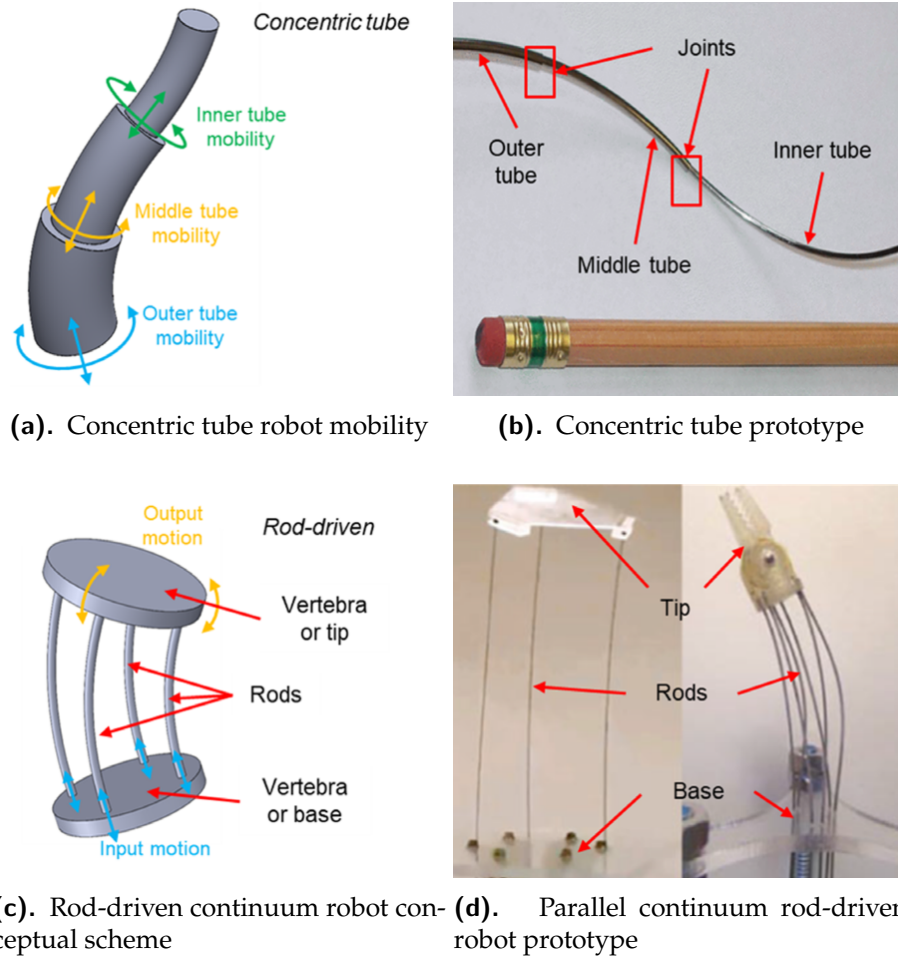 Concentric tube
Inner tube
mobility
Middle tube
mobility
Outer tube
mobility
Joints
Outer
tube
Inner tube
Middle tube
(a). Concentric tube robot mobility
(b). Concentric tube prototype
Output
motion
Rod-driven
Vertebra
or tip
Rods
Vertebra
or base
Input motion
Tip
Rods
Base
(c). Rod-driven continuum robot con-
ceptual scheme
(d). Parallel continuum rod-driven
robot prototype